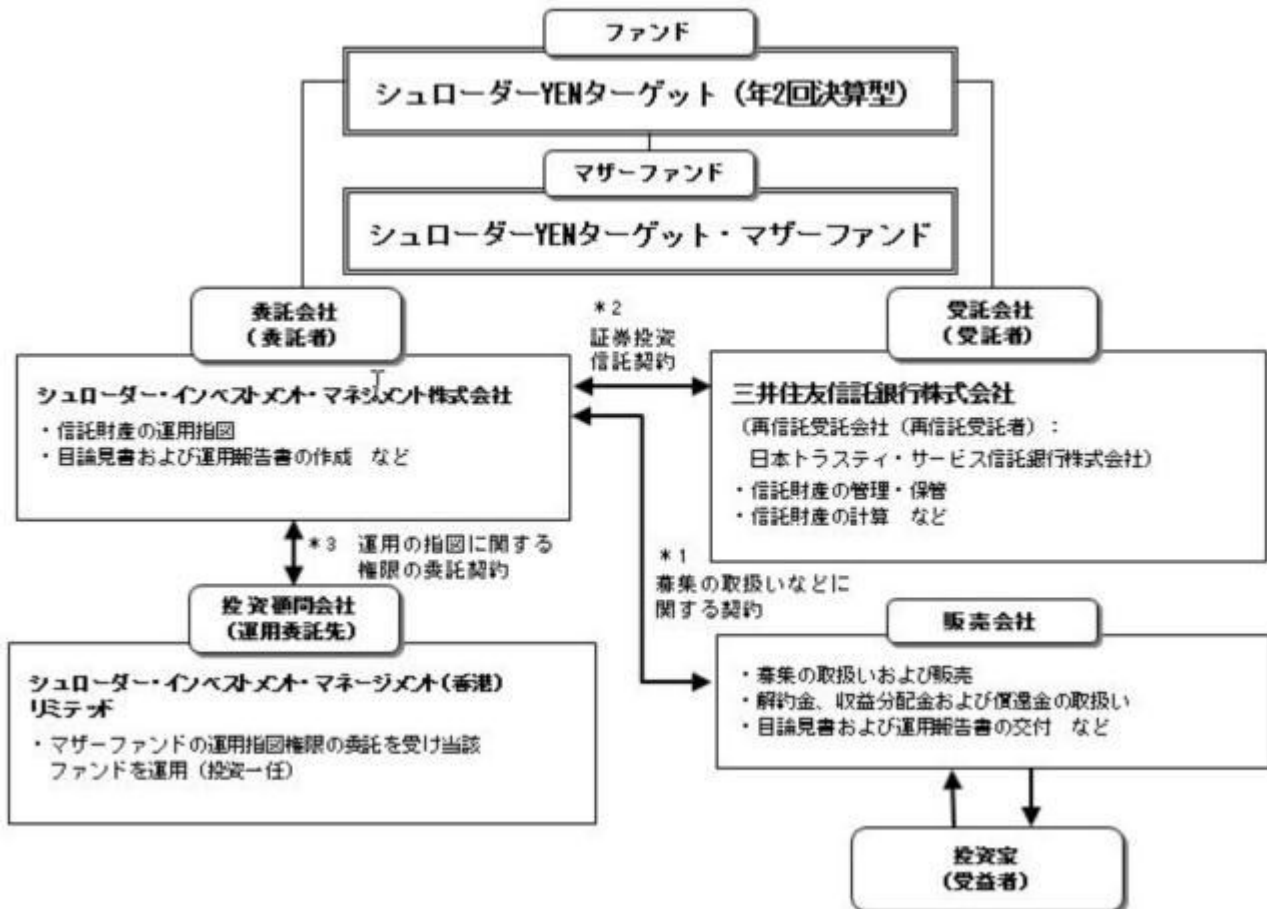 ファンド
シュローダーYENターゲット（年2回決算型）
マザーファンド
シュローダーYENターゲット・マザーファンド
委託会社
（委託者）
シュローダー・インベストメント・マネジメント株式会社
・信託財産の運用指図
・目論見書および運用報告書の作成　など
＊2
証券投資
信託契約
受託会社
（受託者）
三井住友信託銀行株式会社
（再信託受託会社（再信託受託者）：
日本トラスティ・サービス信託銀行株式会社）
・信託財産の管理・保管
・信託財産の計算　など
＊3　運用の指図に関する
権限の委託契約
＊1
募集の取扱いなどに
関する契約
投資顧問会社
（運用委託先）
シュローダー・インベストメント・マネージメント（香港）
リミテッド
・マザーファンドの運用指図権限の委託を受け当該
ファンドを運用（投資一任）
販売会社
・募集の取扱いおよび販売
・解約金、収益分配金および償還金の取扱い
・目論見書および運用報告書の交付　など
投資家
（受益者）